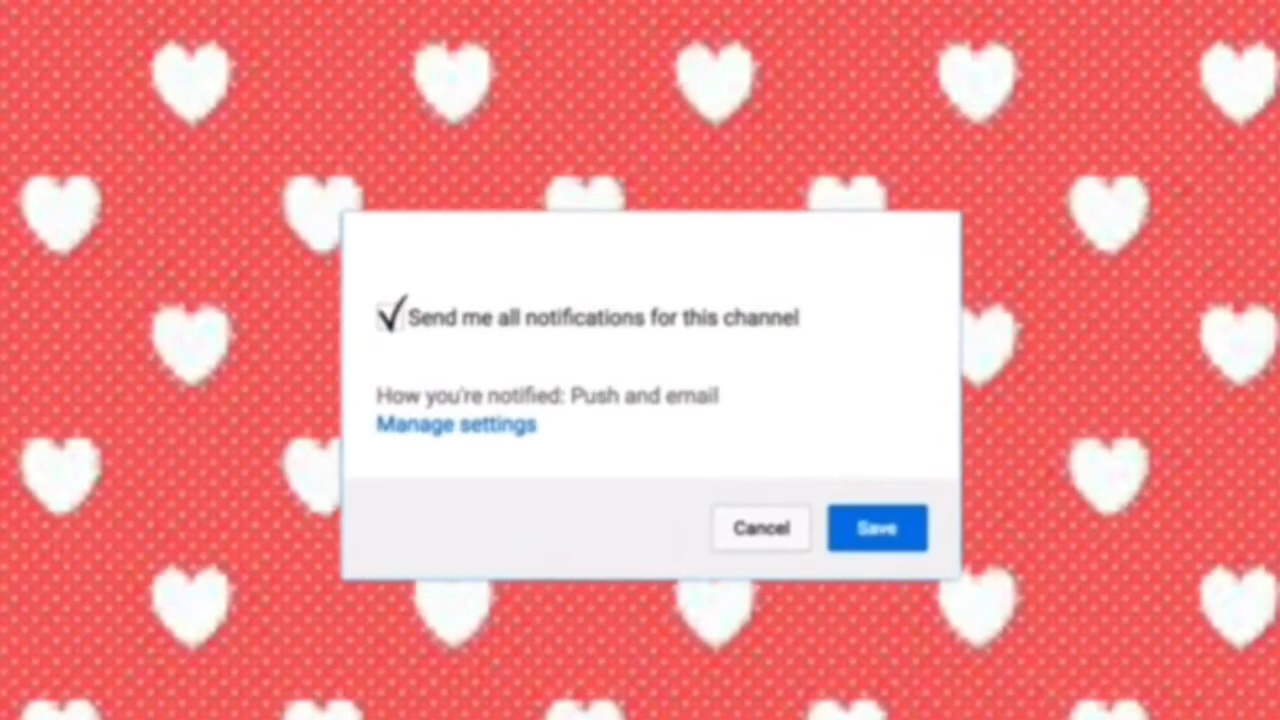 Send me all notifications for this channel
How you're notified: Push and email
Manage settings
Cancel
Save